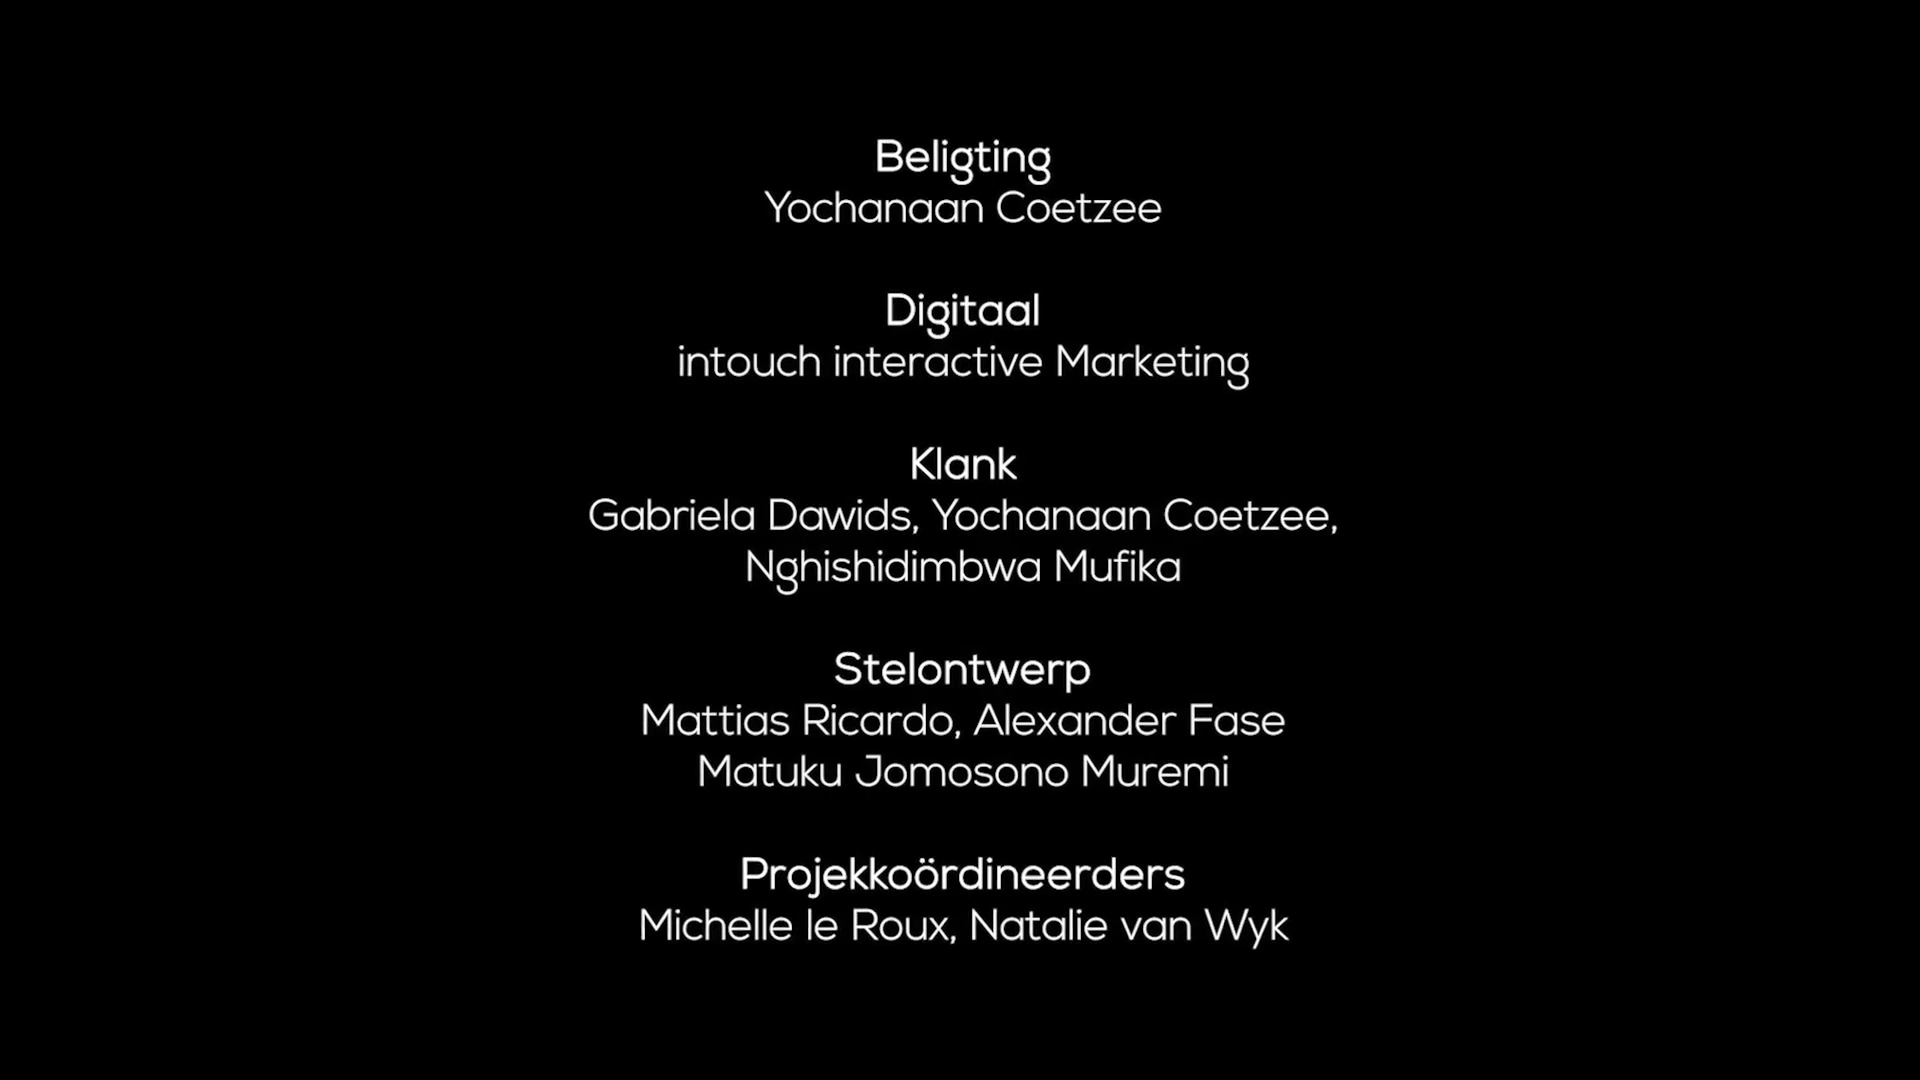 Beligting
Yochanaan Coetzee
Digitaal
intouch interactive Marketing
Klank
Gabriela Dawids, Yochanaan Coetzee,
Nghishidimbwa Mufika
Stelontwerp
Mattias Ricardo, Alexander Fase
Matuku Jomosono Muremi
Projekkoördineerders
Michelle le Roux, Natalie van Wyk